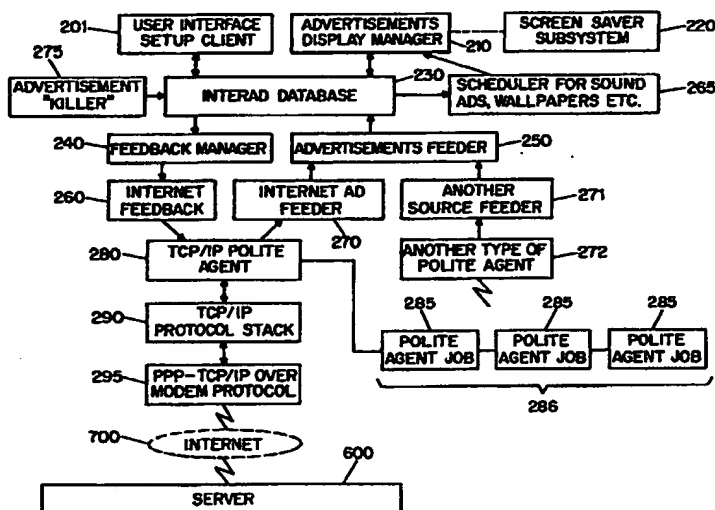 201
USER INTERFACE
SETUP CLIENT
ADVERTISEMENTS
DISPLAY MANAGER
210
SCREEN SAVER
SUBSYSTEM
220
275
ADVERTISEMENT
"KILLER"
230
INTERAD DATABASE
SCHEDULER FOR SOUND
ADS, WALLPAPERS ETC.
265
240
FEEDBACK MANAGER
ADVERTISEMENTS FEEDER
250
260
INTERNET
FEEDBACK
INTERNET AD
FEEDER
270
ANOTHER
SOURCE FEEDER
271
280
TCP/IP POLITE
AGENT
ANOTHER TYPE OF
POLITE AGENT
272
290
TCP/IP
PROTOCOL STACK
285
285
285
POLITE
AGENT JOB
POLITE
AGENT JOB
POLITE
AGENT JOB
286
295
PPP-TCP/IP OVER
MODEM PROTOCOL
700
INTERNET
600
SERVER